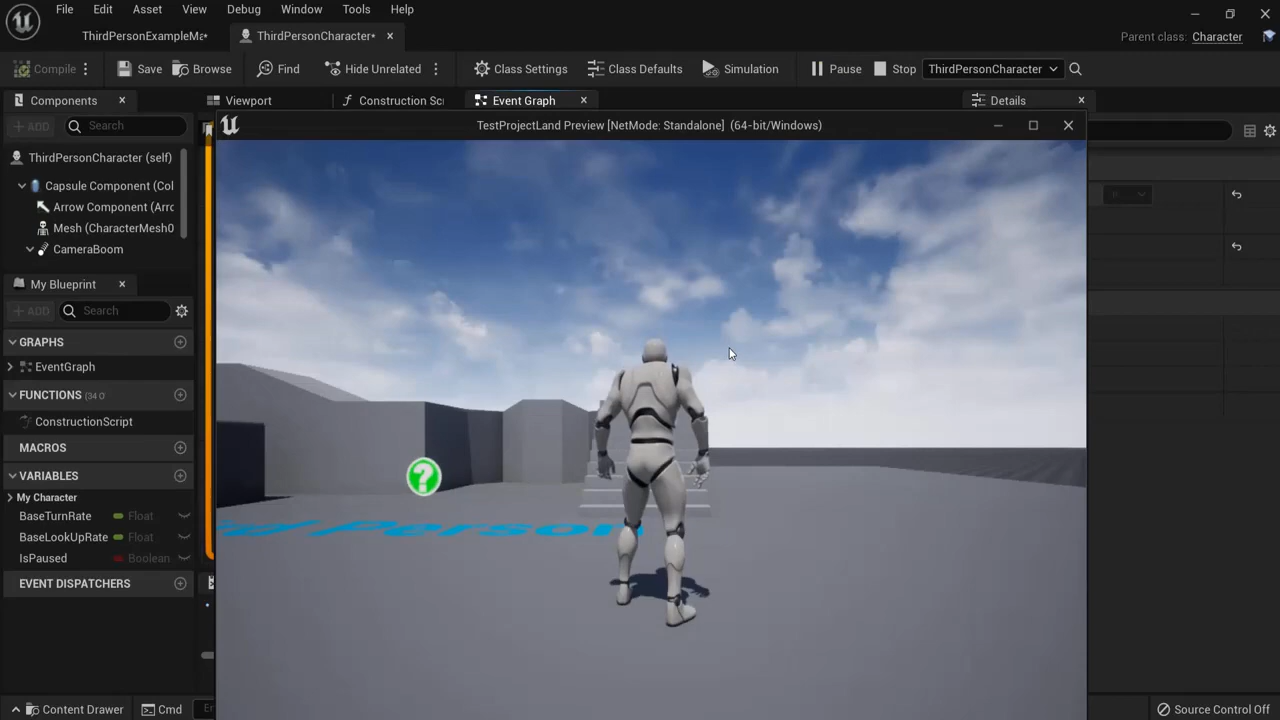 File Edit Asset View Debug Window Tools Help
ThirdPersonExampleMa*
ThirdPersonCharacter*
Parent class: Character
Compile
Save
Browse
Find
Hide Unrelated
Class Settings
Class Defaults
Simulation
Pause
Stop
ThirdPersonCharacter
Components
Viewport
Construction Sc
Event Graph
Details
ADD
Search
TestProjectLand Preview [NetMode: Standalone] (64-bit/Windows)
ThirdPersonCharacter (self)
Capsule Component (Col
Arrow Component (Arrc
Mesh (CharacterMesh0
CameraBoom
My Blueprint
ADD
Search
GRAPHS
EventGraph
FUNCTIONS (34 O
ConstructionScript
MACROS
VARIABLES
My Character
BaseTurnRate Float
BaseLookUpRate Float
IsPaused Boolean
EVENT DISPATCHERS
?
Person
Content Drawer
Cmd
Source Control Off